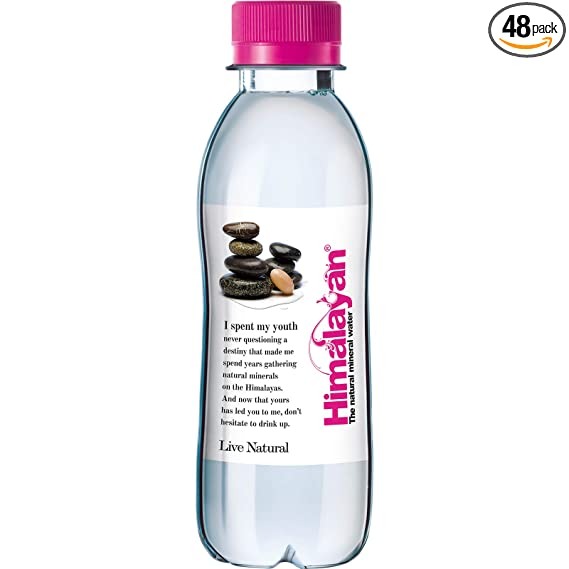 48pack
I spent my youth
never questioning a
destiny that made me
spend years gathering
natural minerals
on the Himalayas.
And now that yours
has led you to me, don't
hesitate to drink up.
Live Natural
Himalayan®
The natural mineral water